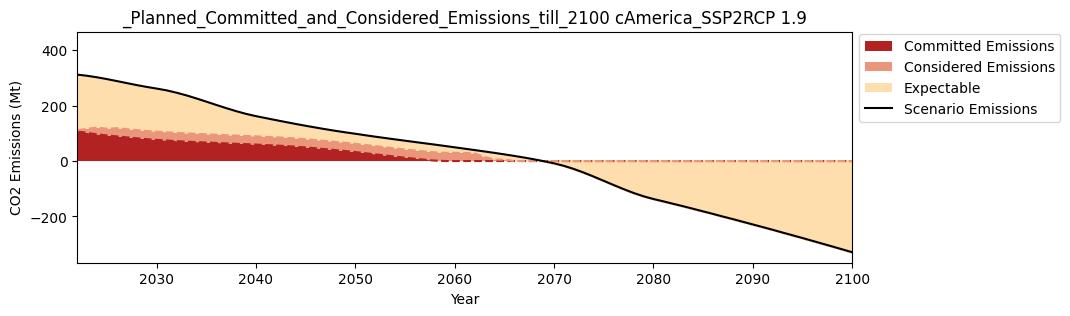 _Planned_Committed_and_Considered_Emissions_till_2100 cAmerica_SSP2RCP 1.9
CO2 Emissions (Mt)
400
200
0
−200
2030 2040 2050 2060 2070 2080 2090 2100
Year
Committed Emissions
Considered Emissions
Expectable
Scenario Emissions